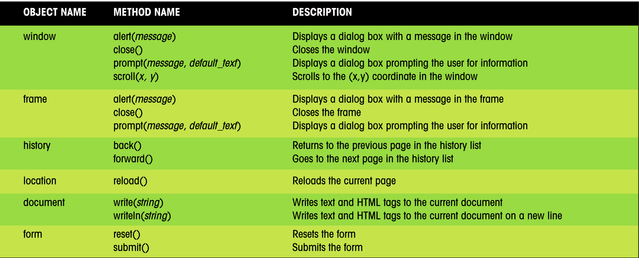 OBJECT NAME METHOD NAME DESCRIPTION
window alert(message) Displays a dialog box with a message in the window
close() Closes the window
prompt(message, default_text) Displays a dialog box prompting the user for information
scroll(x, y) Scrolls to the (x,y) coordinate in the window
frame alert(message) Displays a dialog box with a message in the frame
close() Closes the frame
prompt(message, default_text) Displays a dialog box prompting the user for information
history back() Returns to the previous page in the history list
forward() Goes to the next page in the history list
location reload() Reloads the current page
document write(string) Writes text and HTML tags to the current document
writeln(string) Writes text and HTML tags to the current document on a new line
form reset() Resets the form
submit() Submits the form